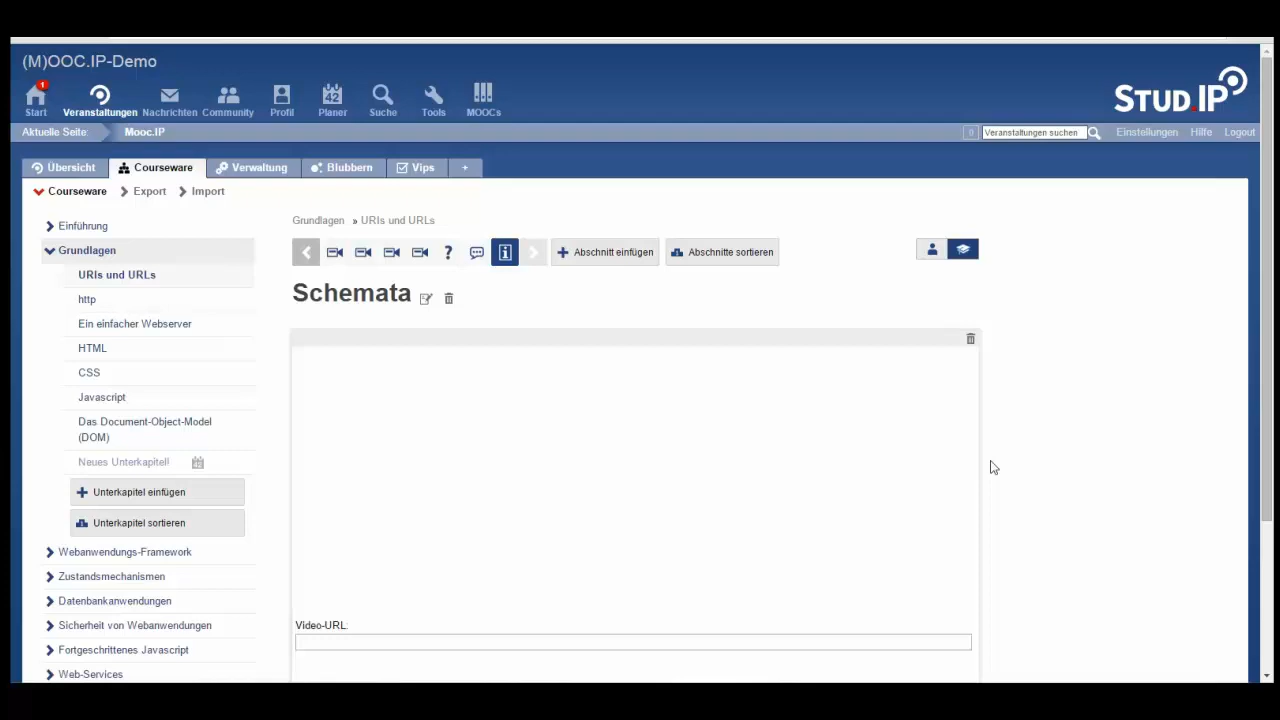 (M)OOC.IP-Demo
1
42
Start Veranstaltungen Nachrichten Community Profil Planer Suche Tools MOOCs
STUD.IP
Aktuelle Seite: Mooc.IP
0 Veranstaltungen suchen Einstellungen Hilfe Logout
Übersicht Courseware Verwaltung Blubbern Vips +
Courseware Export Import
Einführung
Grundlagen
URIs und URLs
http
Ein einfacher Webserver
HTML
CSS
Javascript
Das Document-Object-Model
(DOM)
Neues Unterkapitel!
Unterkapitel einfügen
Unterkapitel sortieren
Webanwendungs-Framework
Zustandsmechanismen
Datenbankanwendungen
Sicherheit von Webanwendungen
Fortgeschrittenes Javascript
Web-Services
Grundlagen » URIs und URLs
? Abschnitt einfügen Abschnitte sortieren
Schemata
Video-URL: